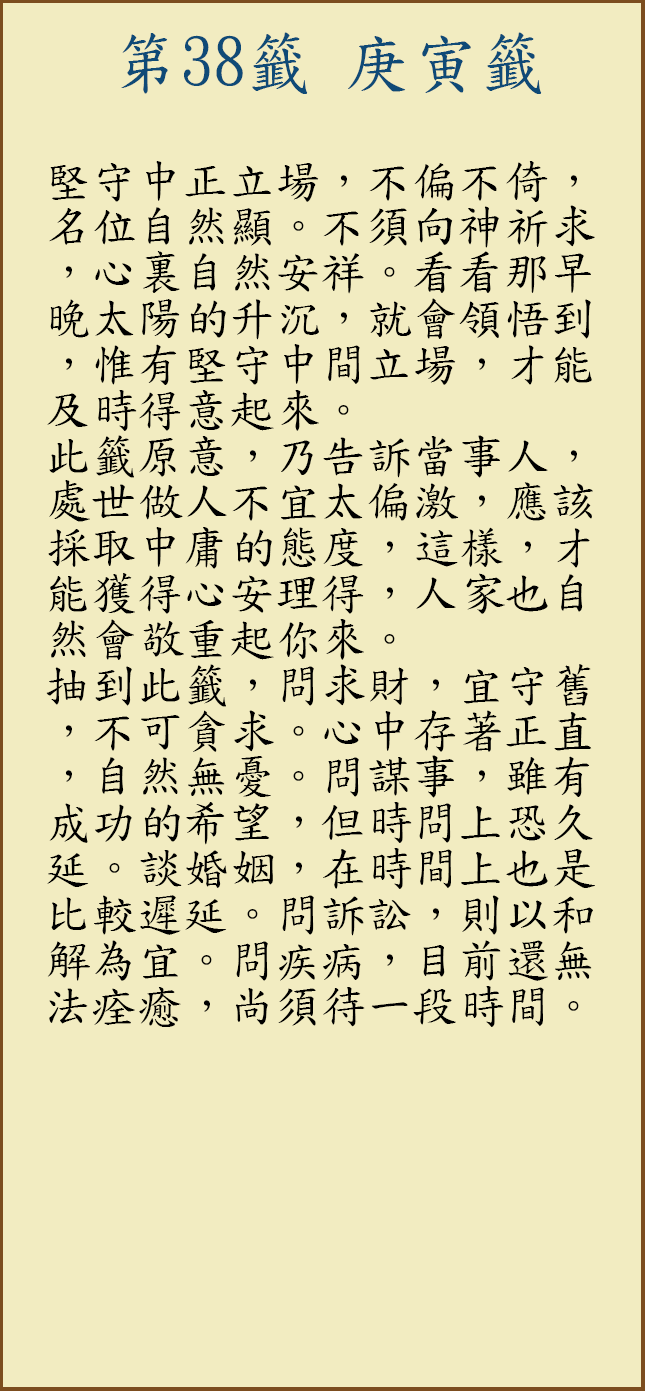 第38籤 庚寅籤
堅守中正立場，不偏不倚，
名位自然顯。不須向神祈求
，心裏自然安祥。看看那早
晚太陽的升沉，就會領悟到
，惟有堅守中間立場，才能
及時得意起來。
此籤原意，乃告訴當事人，
處世做人不宜太偏激，應該
採取中庸的態度，這樣，才
能獲得心安理得，人家也自
然會敬重起你來。
抽到此籤，問求財，宜守舊
，不可貪求。心中存著正直
，自然無憂。問謀事，雖有
成功的希望，但時間上恐久
延。談婚姻，在時間上也是
比較遲延。問訴訟，則以和
解為宜。問疾病，目前還無
法痊癒，尚須待一段時間。